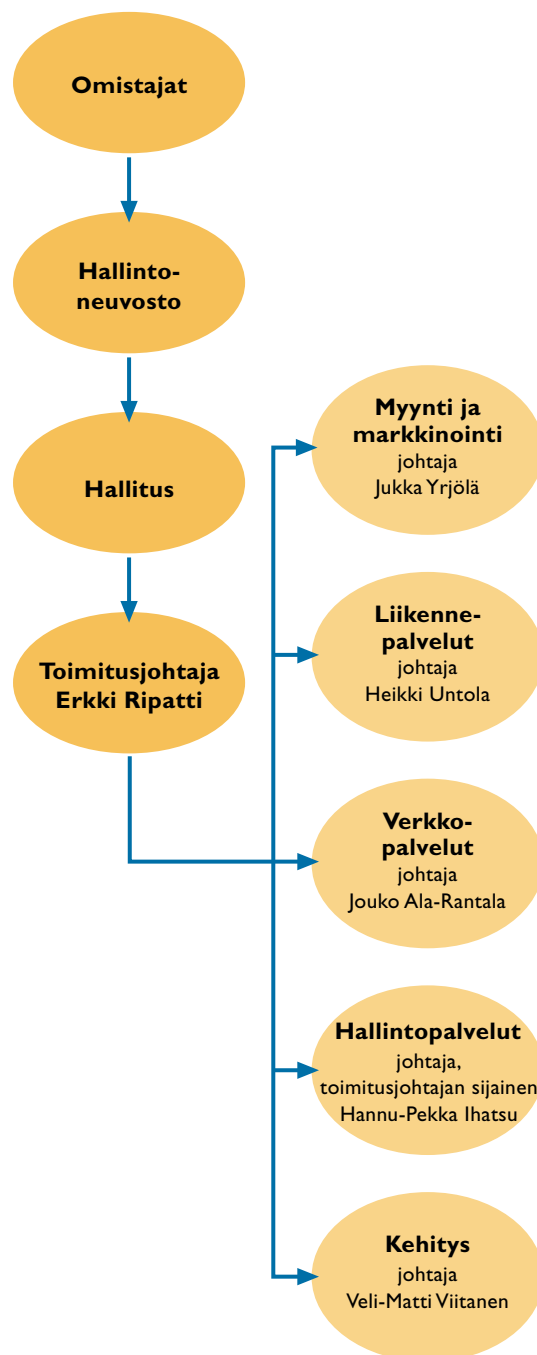 Omistajat
Hallinto-
neuvosto
Hallitus
Toimitusjohtaja
Erkki Ripatti
Myynti ja
markkinointi
johtaja
Jukka Yrjölä
Liikenne-
palvelut
johtaja
Heikki Untola
Verkko-
palvelut
johtaja
Jouko Ala-Rantala
Hallintopalvelut
johtaja,
toimitusjohtajan sijainen
Hannu-Pekka Ihatsu
Kehitys
johtaja
Veli-Matti Viitanen